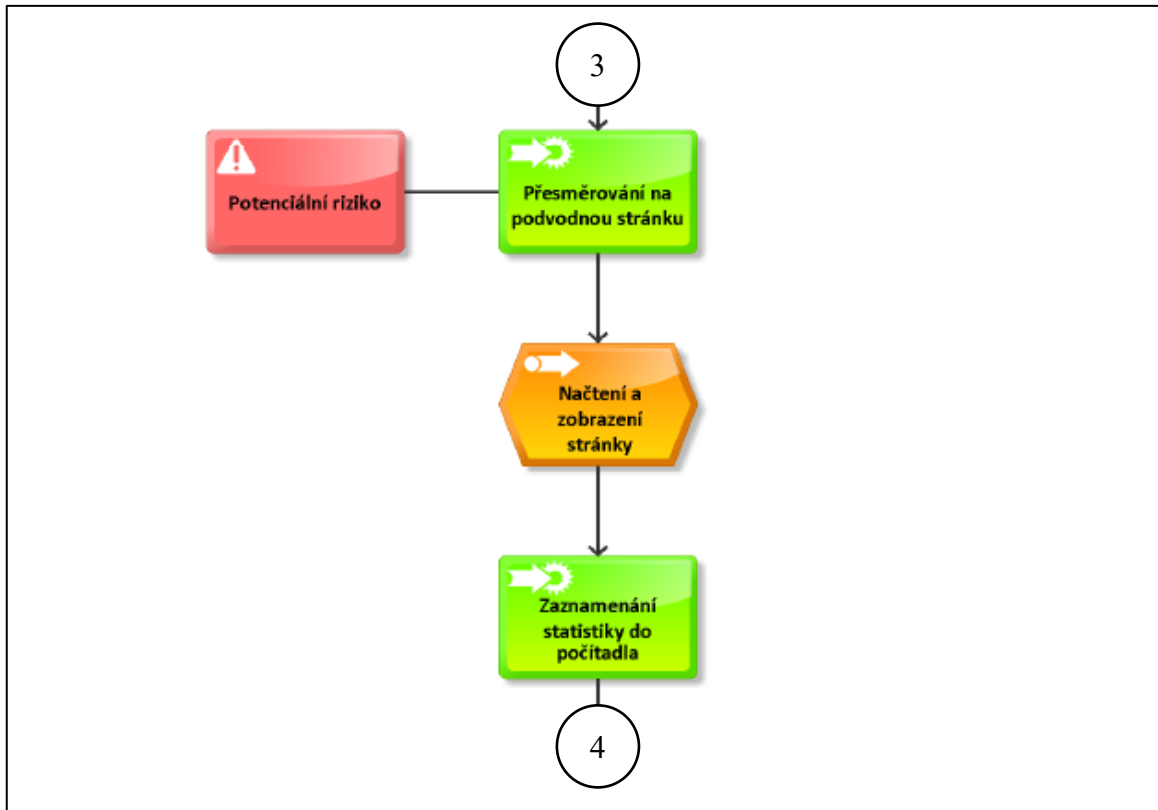 3
Potenciální riziko
Přesměrování na
podvodnou stránku
Načtení a
zobrazení
stránky
Zaznamenání
statistiky do
počítadla
4